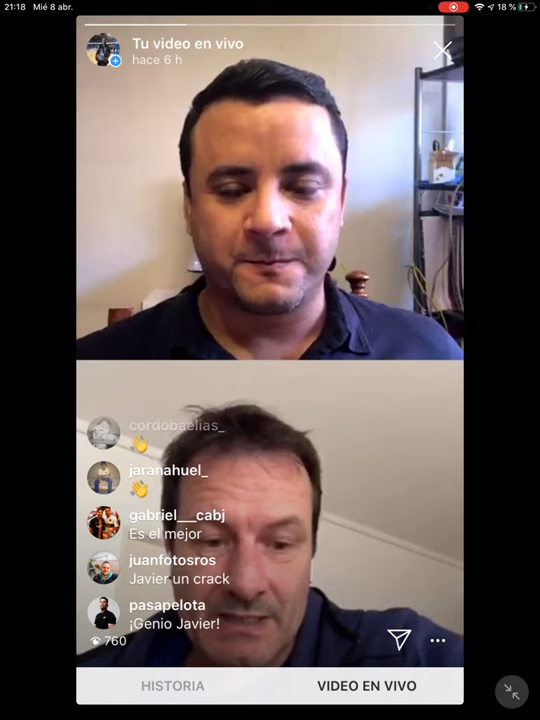 21:18 Mié 8 abr.
18 %
Tu video en vivo
hace 6 h
cordobaelias_
jaranahuel_
gabriel___cabj
Es el mejor
juanfotosros
Javier un crack
pasapelota
¡Genio Javier!
760
HISTORIA
VIDEO EN VIVO